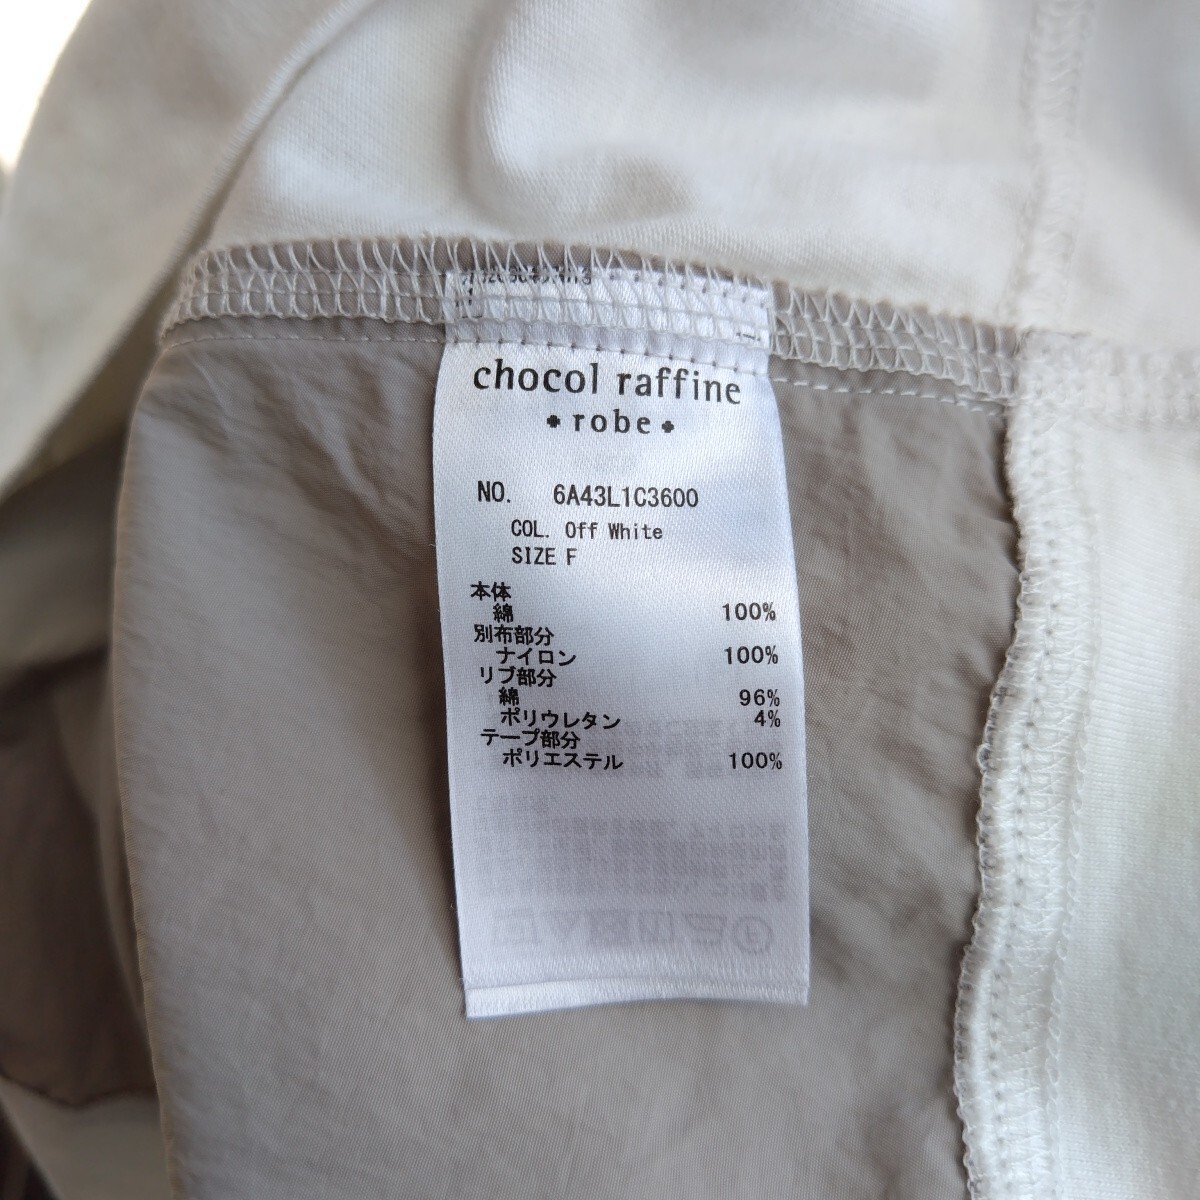 chocol raffine
robe
NO. 6A43L1C3600
COL. Off White
SIZE F
本体
綿 100%
別布部分
ナイロン 100%
リブ部分
綿 96%
ポリウレタン 4%
テープ部分
ポリエステル 100%